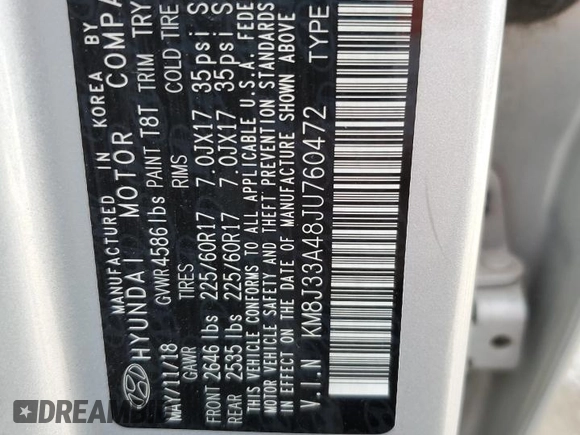 MANUFACTURED IN KOREA BY
HYUNDAI MOTOR COMPA
MAY/11/18 GVWR 4586 lbs PAINT T8T TRIM TRY
GAWR TIRES RIMS COLD TIRE
FRONT 2646 lbs 225/60R17 7.0JX17 35psi S
REAR 2535 lbs 225/60R17 7.0JX17 35psi S
THIS VEHICLE CONFORMS TO ALL APPLICABLE U.S.A. FEDE
MOTOR VEHICLE SAFETY AND THEFT PREVENTION STANDARDS
IN EFFECT ON THE DATE OF MANUFACTURE SHOWN ABOVE
V.I.N KM8J33A48JU760472 TYPE